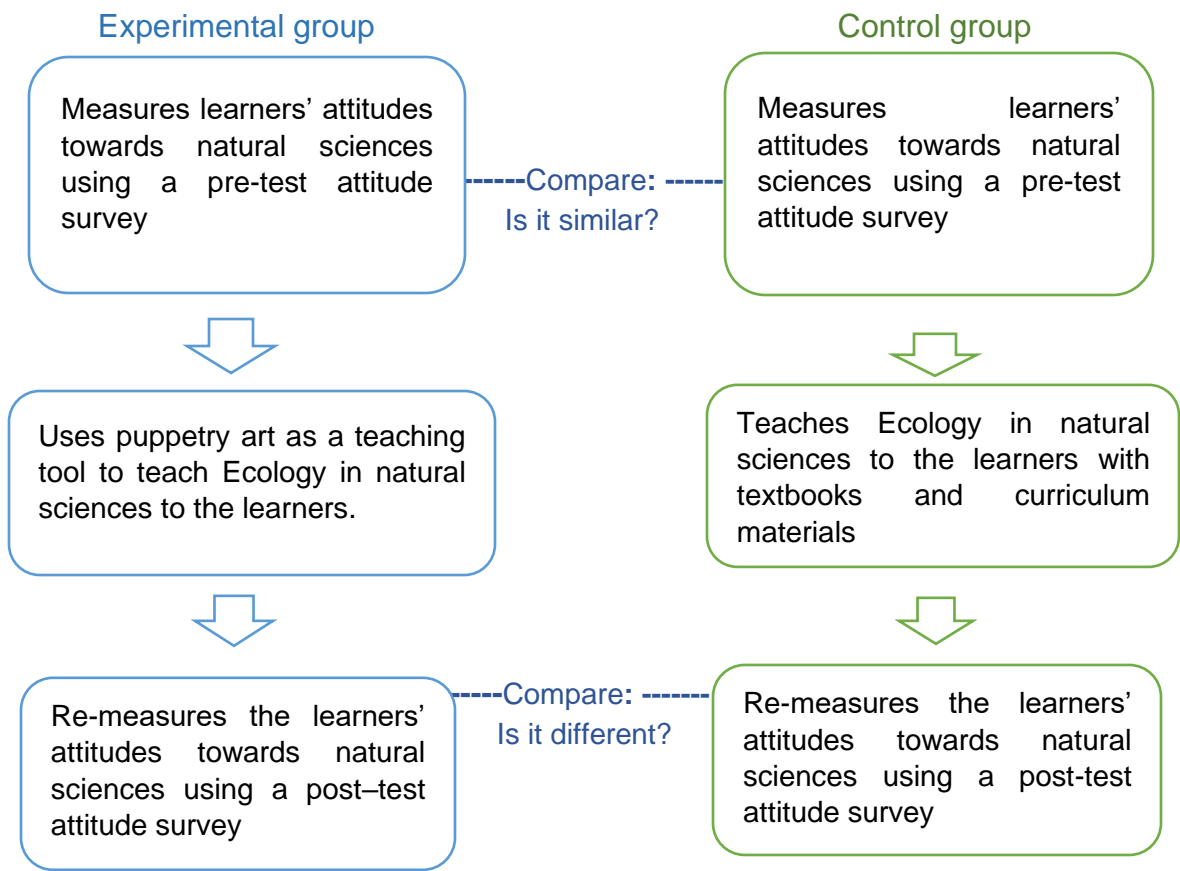 Experimental group
Control group
Measures learners’ attitudes
towards natural sciences
using a pre-test attitude
survey
------Compare: ------
Is it similar?
Measures learners’
attitudes towards natural
sciences using a pre-test
attitude survey
Uses puppetry art as a teaching
tool to teach Ecology in natural
sciences to the learners.
Teaches Ecology in natural
sciences to the learners with
textbooks and curriculum
materials
Re-measures the learners’
attitudes towards natural
sciences using a post–test
attitude survey
------Compare: -------
Is it different?
Re-measures the learners’
attitudes towards natural
sciences using a post-test
attitude survey